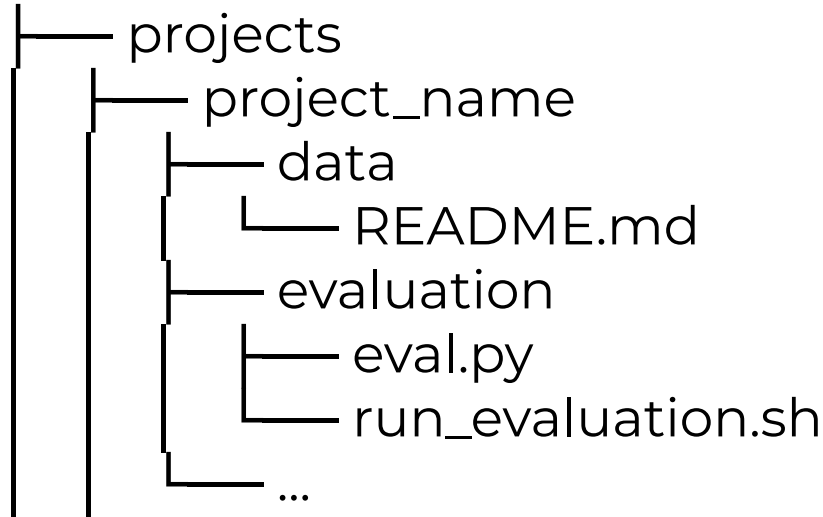 projects
project_name
data
README.md
evaluation
eval.py
run_evaluation.sh
...